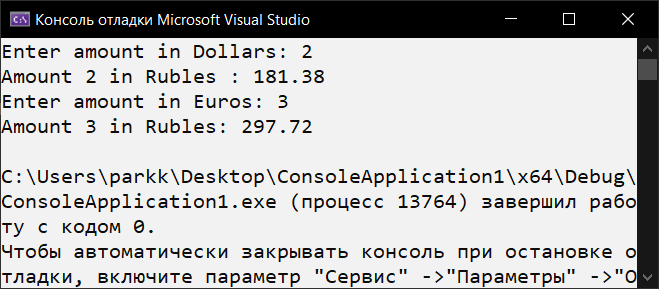 Консоль отладки Microsoft Visual Studio
Enter amount in Dollars: 2
Amount 2 in Rubles : 181.38
Enter amount in Euros: 3
Amount 3 in Rubles: 297.72
C:\Users\parkk\Desktop\ConsoleApplication1\x64\Debug\
ConsoleApplication1.exe (процесс 13764) завершил рабо
ту с кодом 0.
Чтобы автоматически закрывать консоль при остановке о
тладки, включите параметр "Сервис" ->"Параметры" ->"О